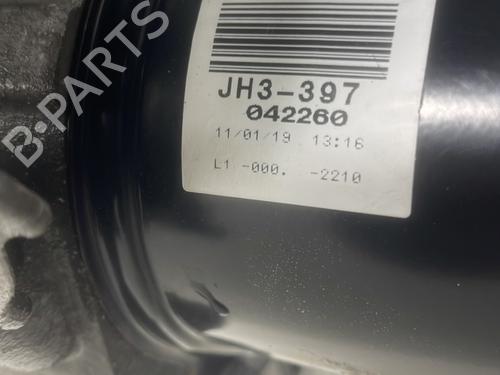 B-PARTS
JH3-397
042260
11/01/19 13:16
L1 -000. -2210